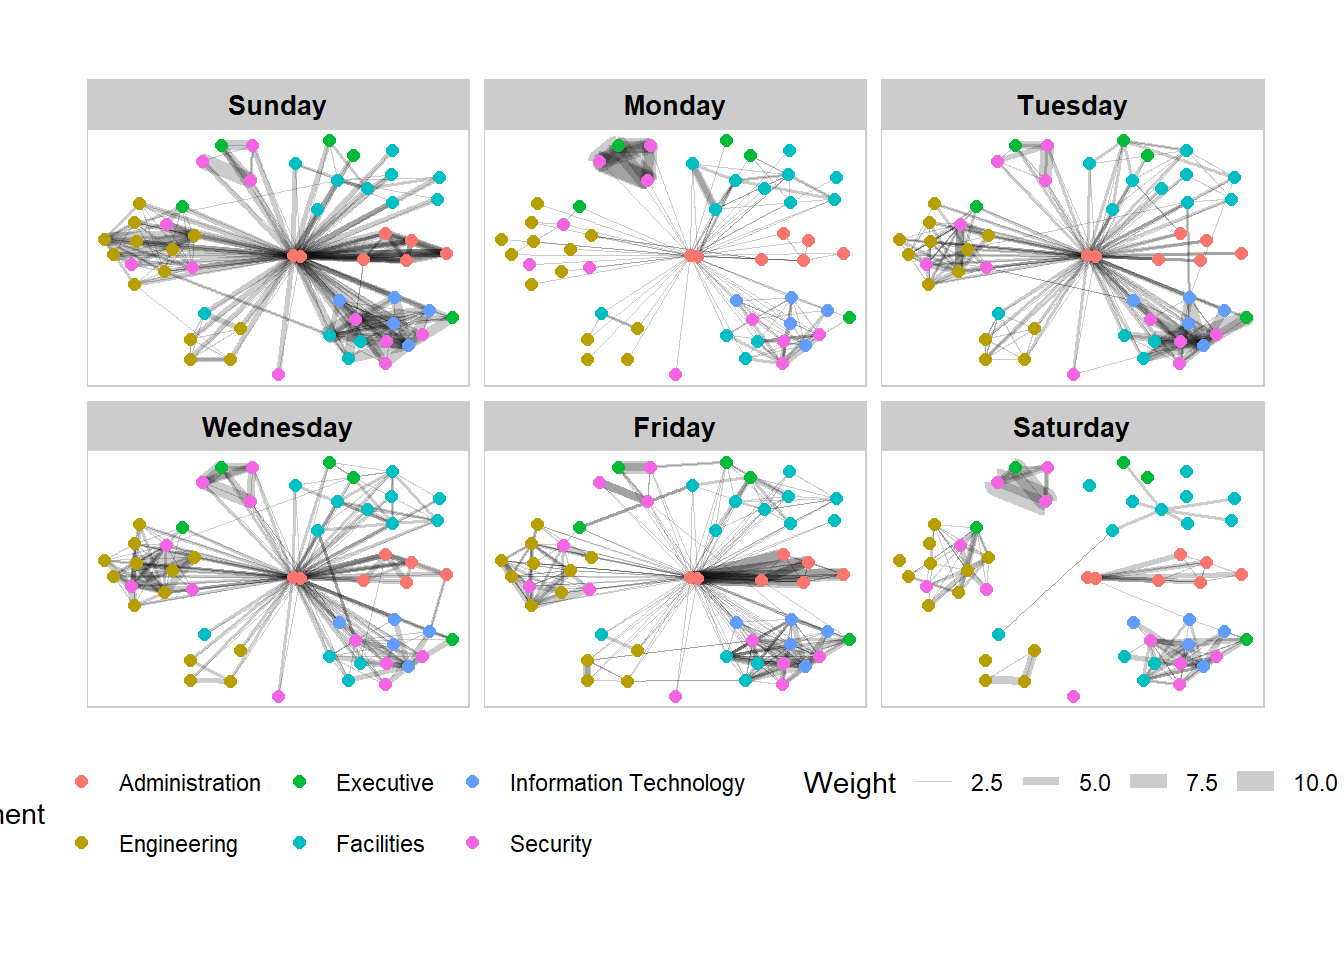 Sunday Monday Tuesday
Wednesday Friday Saturday
Administration Executive Information Technology Weight 2.5 5.0 7.5 10.0
ment
Engineering Facilities Security